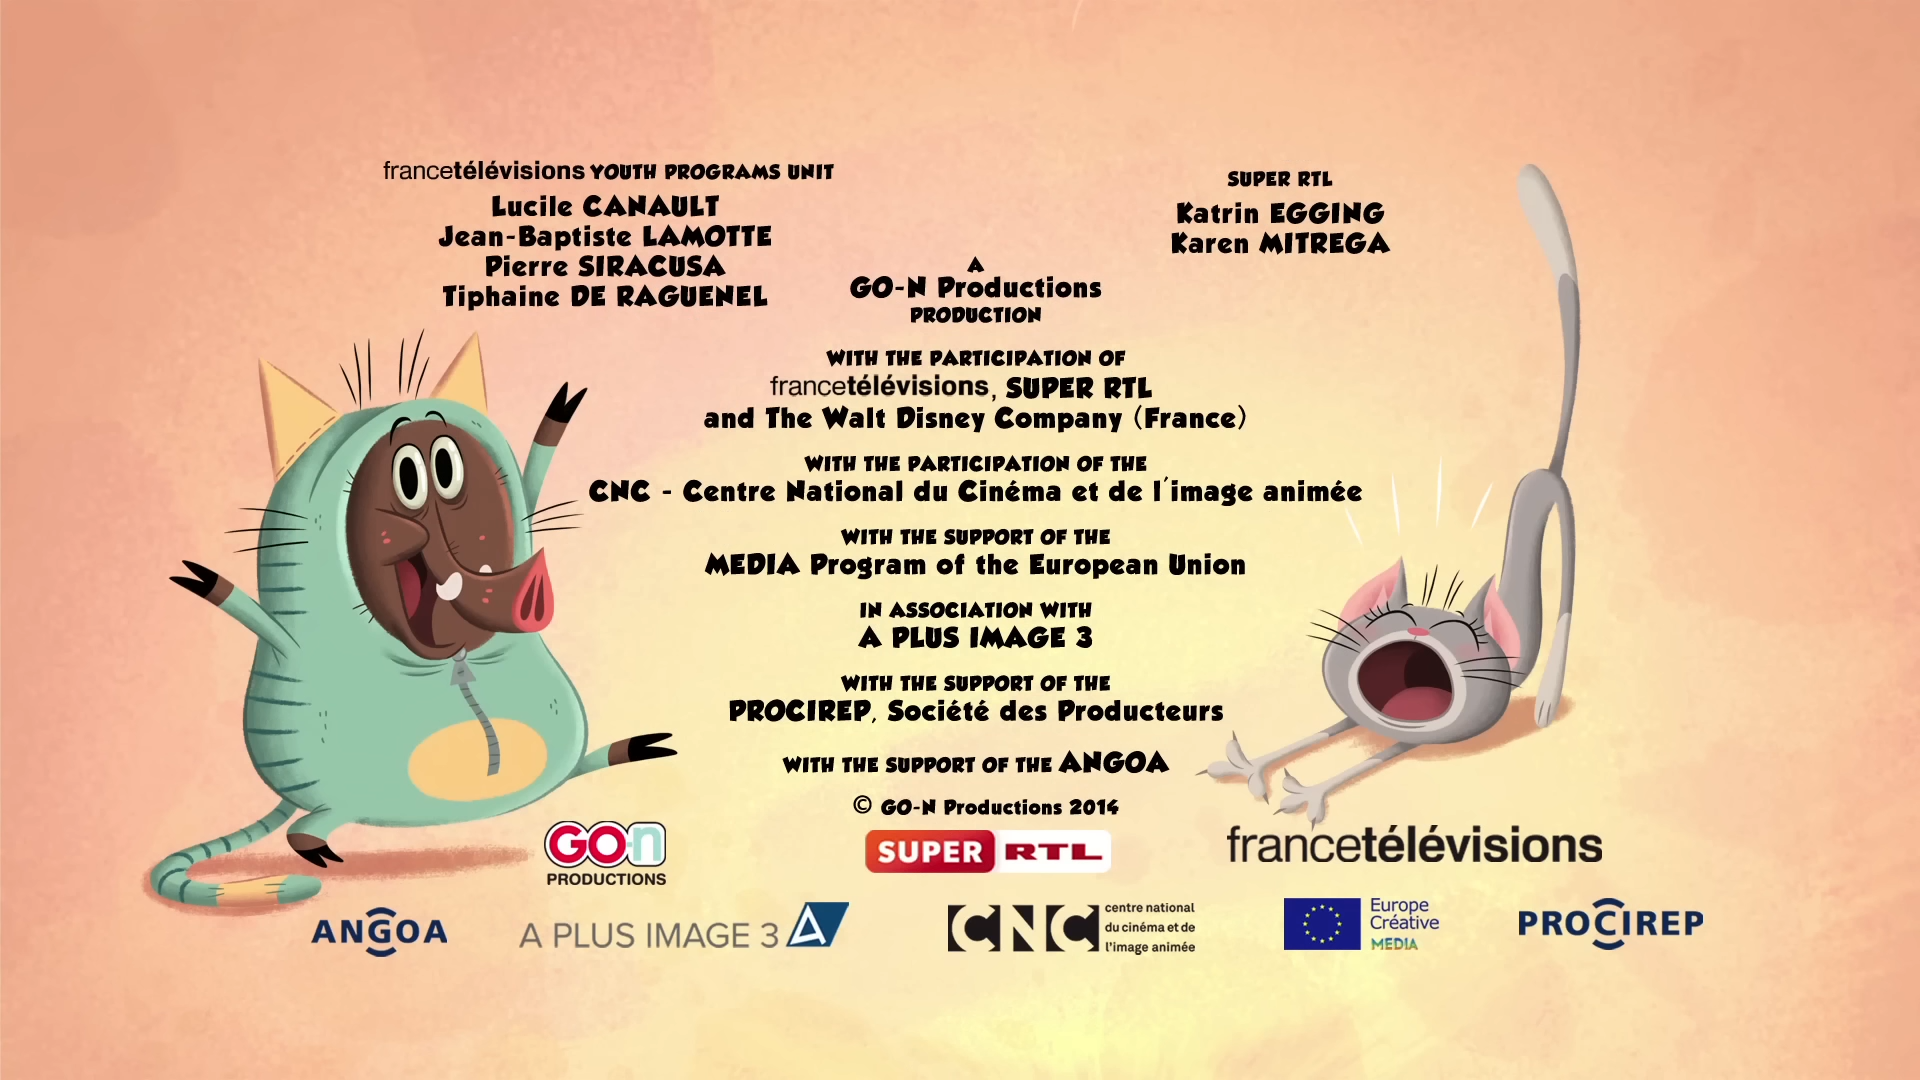 francetélévisions YOUTH PROGRAMS UNIT
Lucile CANAULT
Jean-Baptiste LAMOTTE
Pierre SIRACUSA
Tiphaine DE RAGUENEL
SUPER RTL
Katrin EGGING
Karen MITREGA
A
GO-N Productions
PRODUCTION
WITH THE PARTICIPATION OF
francetélévisions, SUPER RTL
and The Walt Disney Company (France)
WITH THE PARTICIPATION OF THE
CNC - Centre National du Cinéma et de l'image animée
WITH THE SUPPORT OF THE
MEDIA Program of the European Union
IN ASSOCIATION WITH
A PLUS IMAGE 3
WITH THE SUPPORT OF THE
PROCIREP, Société des Producteurs
WITH THE SUPPORT OF THE ANGOA
© GO-N Productions 2014
GO-n
PRODUCTIONS
SUPER RTL
francetélévisions
ANGOA
A PLUS IMAGE 3
CNC
centre national
du cinéma et de
l'image animée
Europe
Créative
MEDIA
PROCIREP